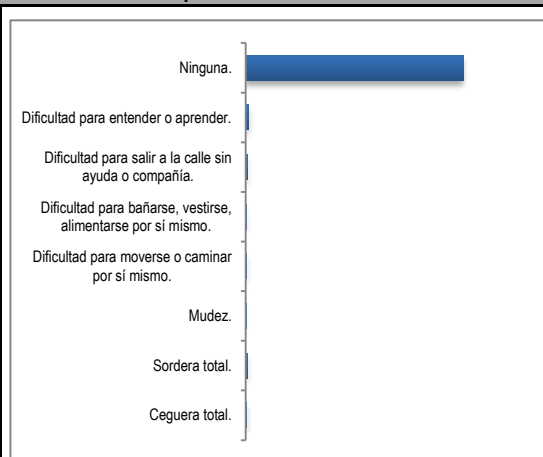 Ninguna.
Dificultad para entender o aprender.
Dificultad para salir a la calle sin
ayuda o compañía.
Dificultad para bañarse, vestirse,
alimentarse por sí mismo.
Dificultad para moverse o caminar
por sí mismo.
Mudez.
Sordera total.
Ceguera total.